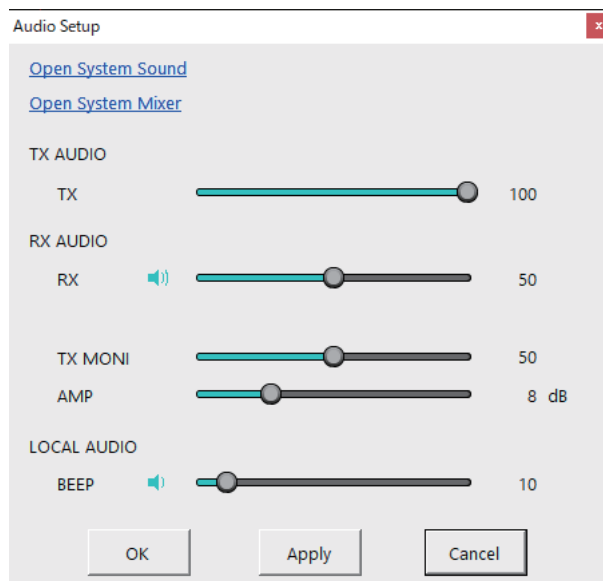 Audio Setup x
Open System Sound
Open System Mixer
TX AUDIO
TX 100
RX AUDIO
RX 50
TX MONI 50
AMP 8 dB
LOCAL AUDIO
BEEP 10
OK Apply Cancel